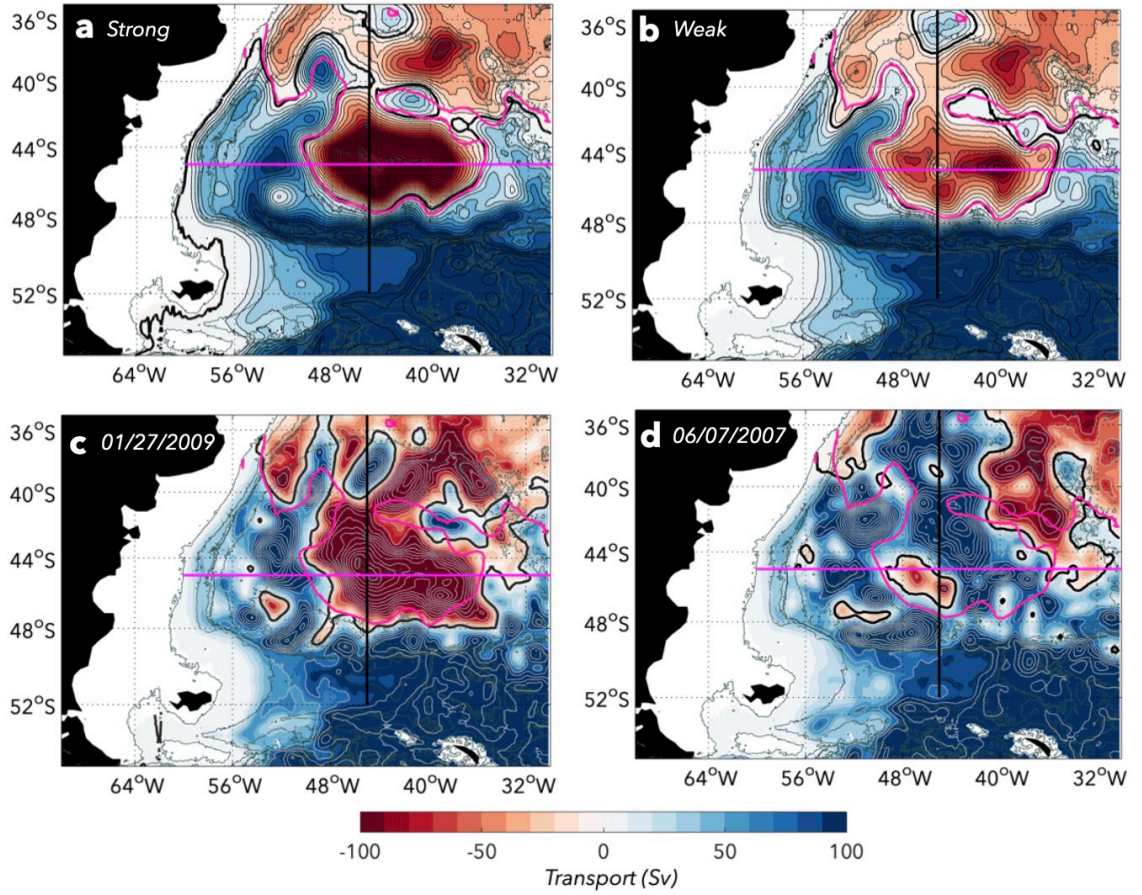 a Strong
b Weak
36°S
40°S
44°S
48°S
52°S
36°S
40°S
44°S
48°S
52°S
64°W 56°W 48°W 40°W 32°W
64°W 56°W 48°W 40°W 32°W
c 01/27/2009
d 06/07/2007
36°S
40°S
44°S
48°S
52°S
36°S
40°S
44°S
48°S
52°S
64°W 56°W 48°W 40°W 32°W
64°W 56°W 48°W 40°W 32°W
-100 -50 0 50 100
Transport (Sv)